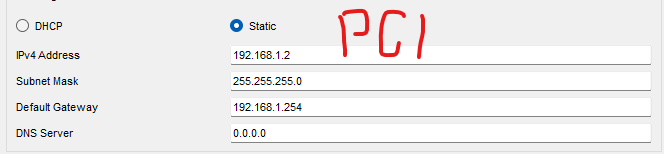 DHCP Static PC1
IPv4 Address 192.168.1.2
Subnet Mask 255.255.255.0
Default Gateway 192.168.1.254
DNS Server 0.0.0.0